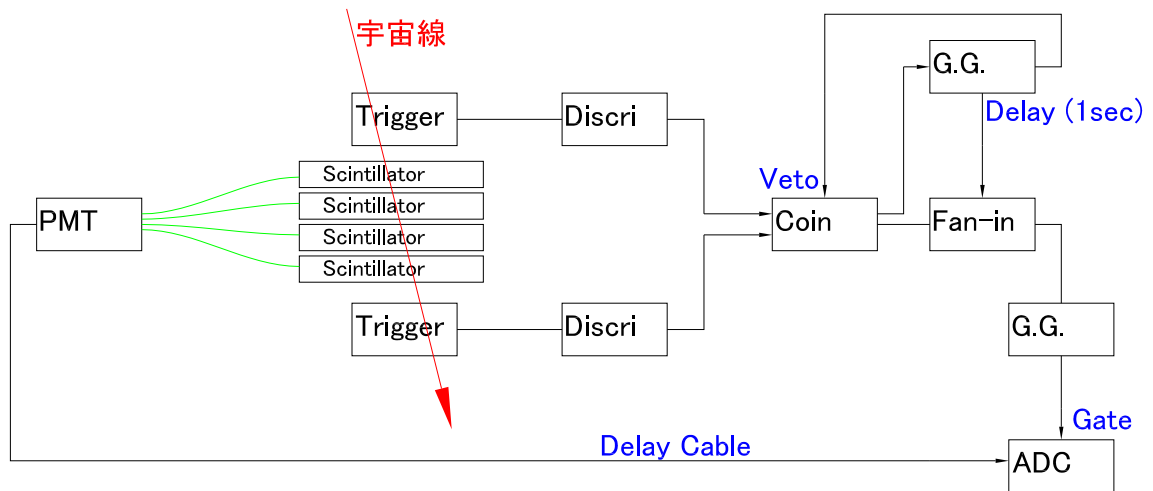 宇宙線
G.G.
Trigger
Discri
Delay (1sec)
Scintillator
Veto
Scintillator
PMT
Coin
Fan-in
Scintillator
Scintillator
Trigger
Discri
G.G.
Gate
Delay Cable
ADC